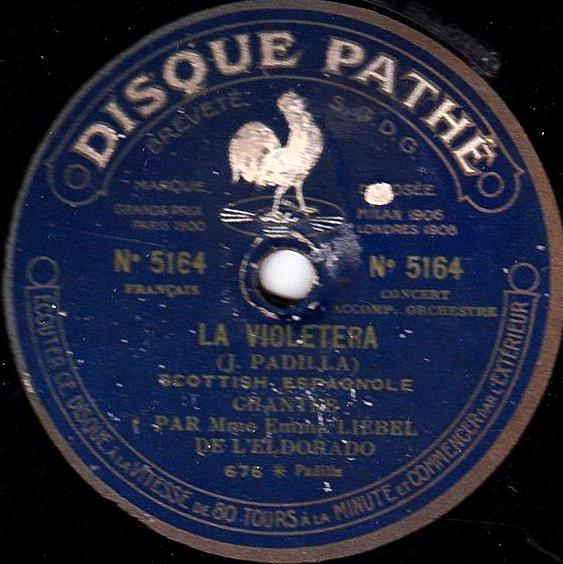 DISQUE PATHÉ
BREVETÉ S.G.D.G.
MARQUE DÉPOSÉE
GRANDS PRIX
PARIS 1900
MILAN 1906
LONDRES 1908
No 5164
FRANÇAIS
No 5164
CONCERT
ACCOMP. ORCHESTRE
LA VIOLETERA
(J. PADILLA)
SCOTTISH ESPAGNOLE
CHANTÉE
PAR Mme Emma LIEBEL
DE L'ELDORADO
676 * Padilla
ÉCOUTER CE DISQUE A LA VITESSE DE 80 TOURS A LA MINUTE ET COMMENCER PAR L'EXTÉRIEUR